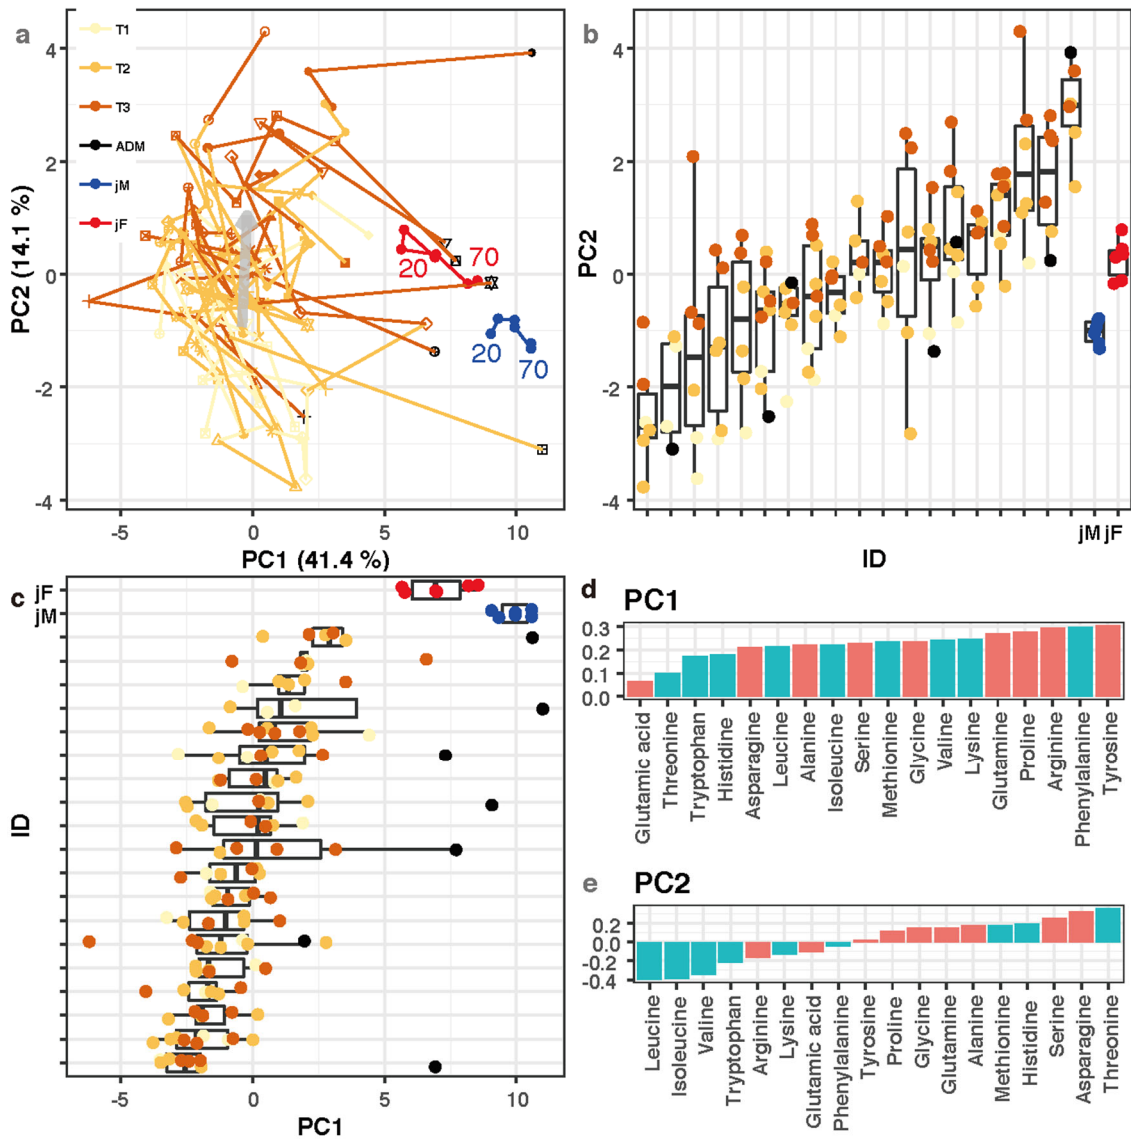 a
T1
T2
T3
ADM
jM
jF
PC2 (14.1 %)
4
2
0
-2
-4
20
70
20
70
-5
0
5
10
PC1 (41.4 %)
b
PC2
4
2
0
-2
-4
jM jF
ID
c
jF
jM
ID
-5
0
5
10
PC1
d
PC1
0.3
0.2
0.1
0.0
Glutamic acid
Threonine
Tryptophan
Histidine
Asparagine
Leucine
Alanine
Isoleucine
Serine
Methionine
Glycine
Valine
Lysine
Glutamine
Proline
Arginine
Phenylalanine
Tyrosine
e
PC2
0.2
0.0
-0.2
-0.4
Leucine
Isoleucine
Valine
Tryptophan
Arginine
Lysine
Glutamic acid
Phenylalanine
Tyrosine
Proline
Glycine
Glutamine
Alanine
Methionine
Histidine
Serine
Asparagine
Threonine